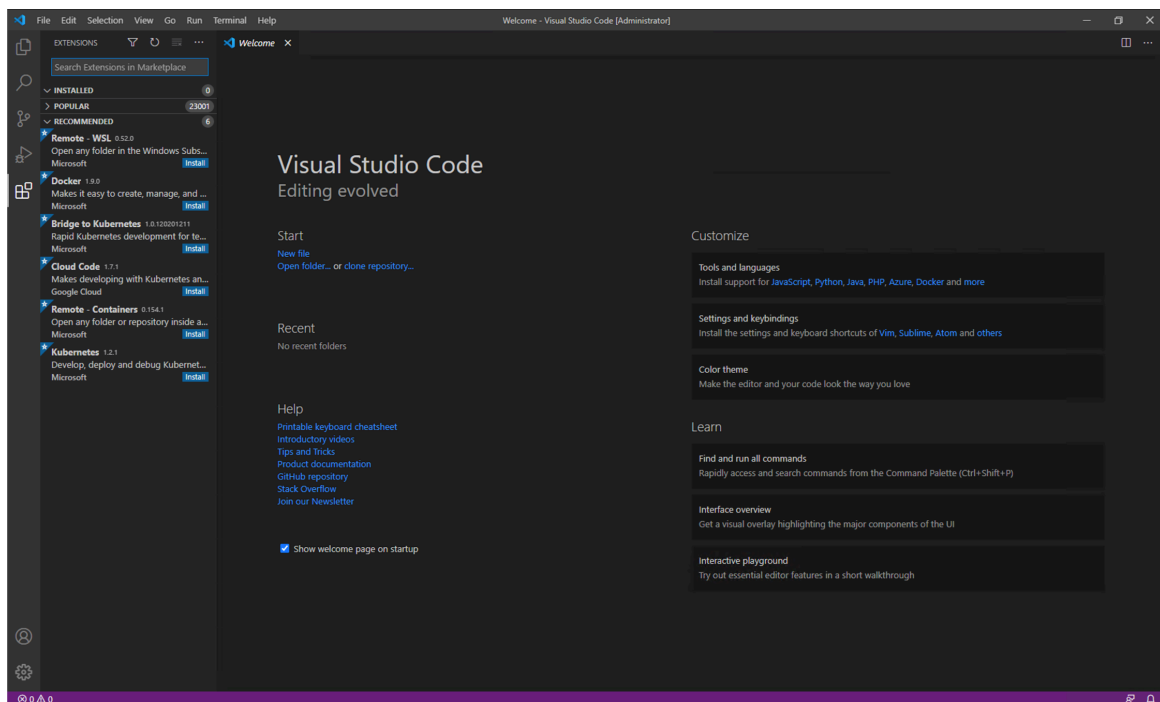 File Edit Selection View Go Run Terminal Help
Welcome - Visual Studio Code [Administrator]
EXTENSIONS
Welcome
Search Extensions in Marketplace
INSTALLED 0
POPULAR 23001
RECOMMENDED 6
Remote - WSL 0.52.0
Open any folder in the Windows Subs...
Microsoft Install
Docker 1.9.0
Makes it easy to create, manage, and ...
Microsoft Install
Bridge to Kubernetes 1.0.120201211
Rapid Kubernetes development for te...
Microsoft Install
Cloud Code 1.7.1
Makes developing with Kubernetes an...
Google Cloud Install
Remote - Containers 0.154.1
Open any folder or repository inside a...
Microsoft Install
Kubernetes 1.2.1
Develop, deploy and debug Kubernet...
Microsoft Install
Visual Studio Code
Editing evolved
Start
New file
Open folder... or clone repository...
Recent
No recent folders
Help
Printable keyboard cheatsheet
Introductory videos
Tips and Tricks
Product documentation
GitHub repository
Stack Overflow
Join our Newsletter
Show welcome page on startup
Customize
Tools and languages
Install support for JavaScript, Python, Java, PHP, Azure, Docker and more
Settings and keybindings
Install the settings and keyboard shortcuts of Vim, Sublime, Atom and others
Color theme
Make the editor and your code look the way you love
Learn
Find and run all commands
Rapidly access and search commands from the Command Palette (Ctrl+Shift+P)
Interface overview
Get a visual overlay highlighting the major components of the UI
Interactive playground
Try out essential editor features in a short walkthrough
0 0